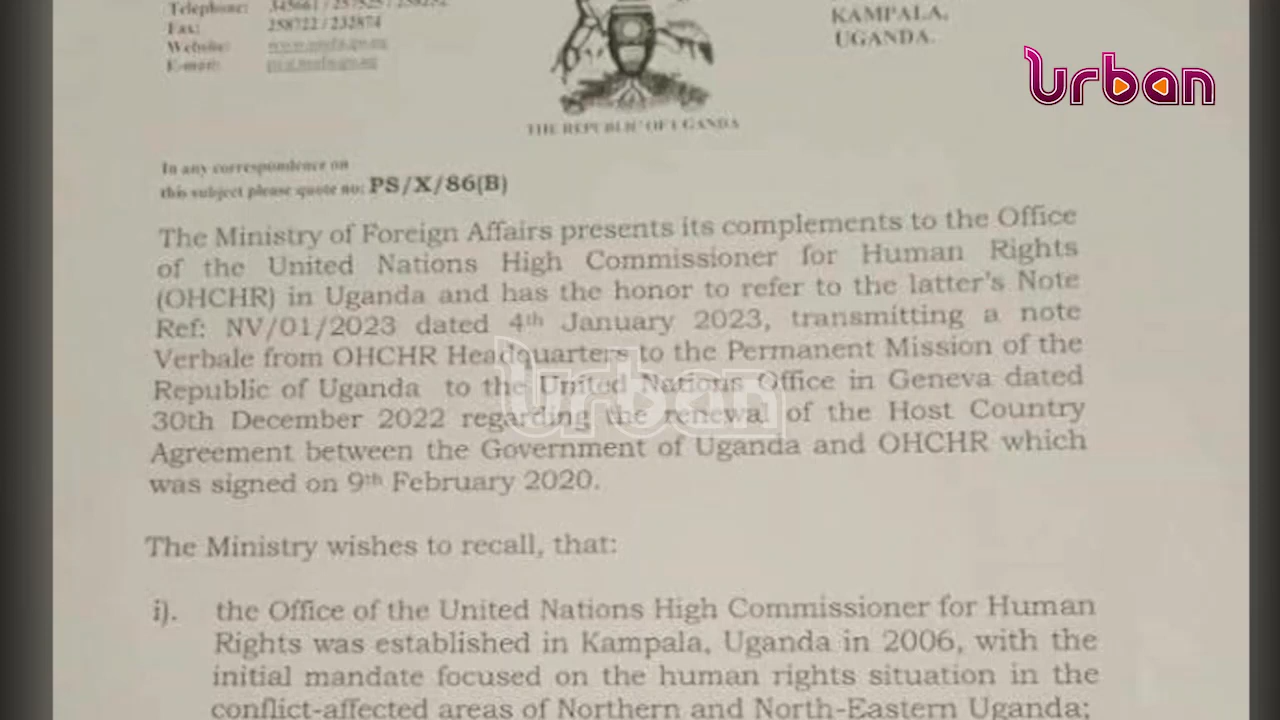 Telephone:
Fax: 258722 / 232874
Website:
E-mail:
KAMPALA,
UGANDA.
Urban
THE REPUBLIC OF UGANDA
In any correspondence on
this subject please quote no: PS/X/86(B)
The Ministry of Foreign Affairs presents its complements to the Office
of the United Nations High Commissioner for Human Rights
(OHCHR) in Uganda and has the honor to refer to the latter's Note
Ref: NV/01/2023 dated 4th January 2023, transmitting a note
Verbale from OHCHR Headquarters to the Permanent Mission of the
Republic of Uganda to the United Nations Office in Geneva dated
30th December 2022 regarding the renewal of the Host Country
Agreement between the Government of Uganda and OHCHR which
was signed on 9th February 2020.
Urban
The Ministry wishes to recall, that:
i). the Office of the United Nations High Commissioner for Human
Rights was established in Kampala, Uganda in 2006, with the
initial mandate focused on the human rights situation in the
conflict-affected areas of Northern and North-Eastern Uganda;